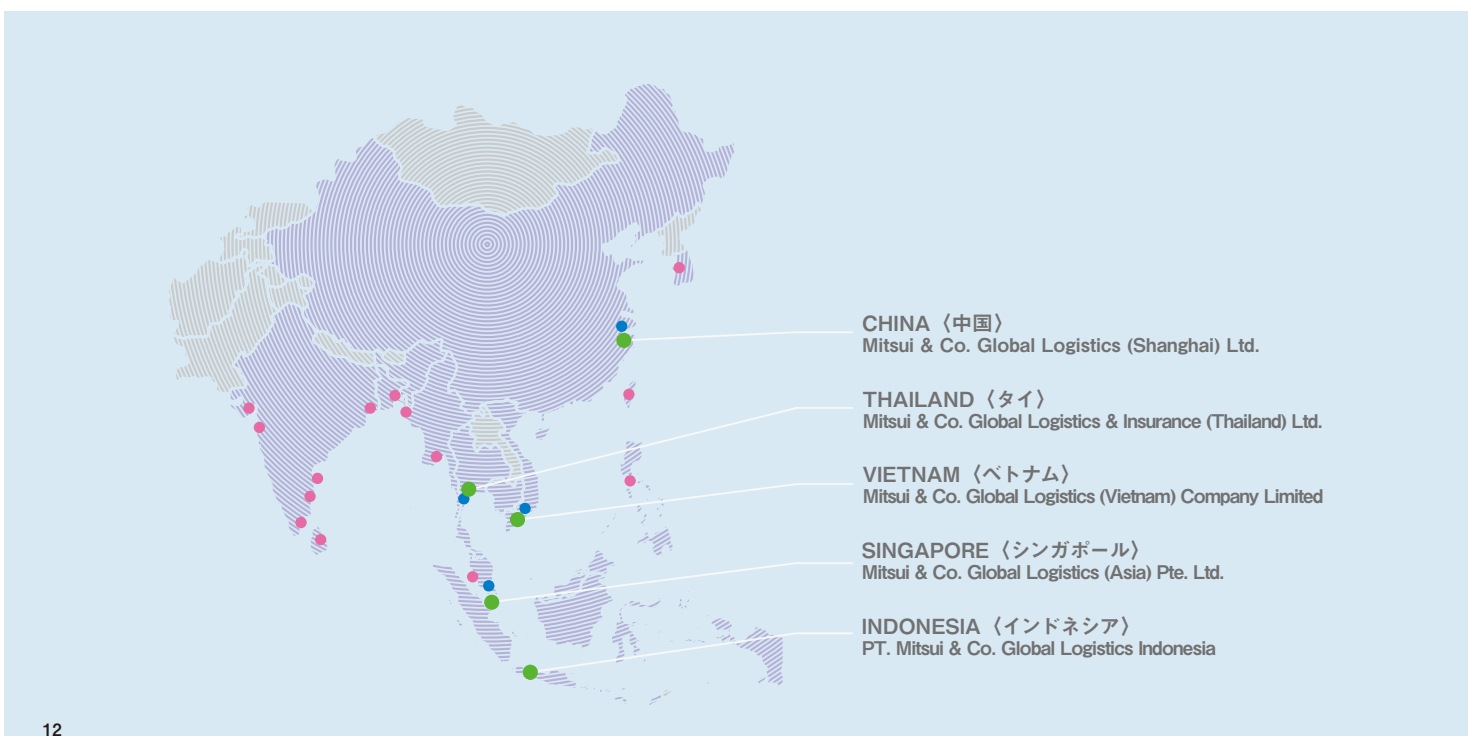 CHINA〈中国〉
Mitsui & Co. Global Logistics (Shanghai) Ltd.
THAILAND〈タイ〉
Mitsui & Co. Global Logistics & Insurance (Thailand) Ltd.
VIETNAM〈ベトナム〉
Mitsui & Co. Global Logistics (Vietnam) Company Limited
SINGAPORE〈シンガポール〉
Mitsui & Co. Global Logistics (Asia) Pte. Ltd.
INDONESIA〈インドネシア〉
PT. Mitsui & Co. Global Logistics Indonesia
12